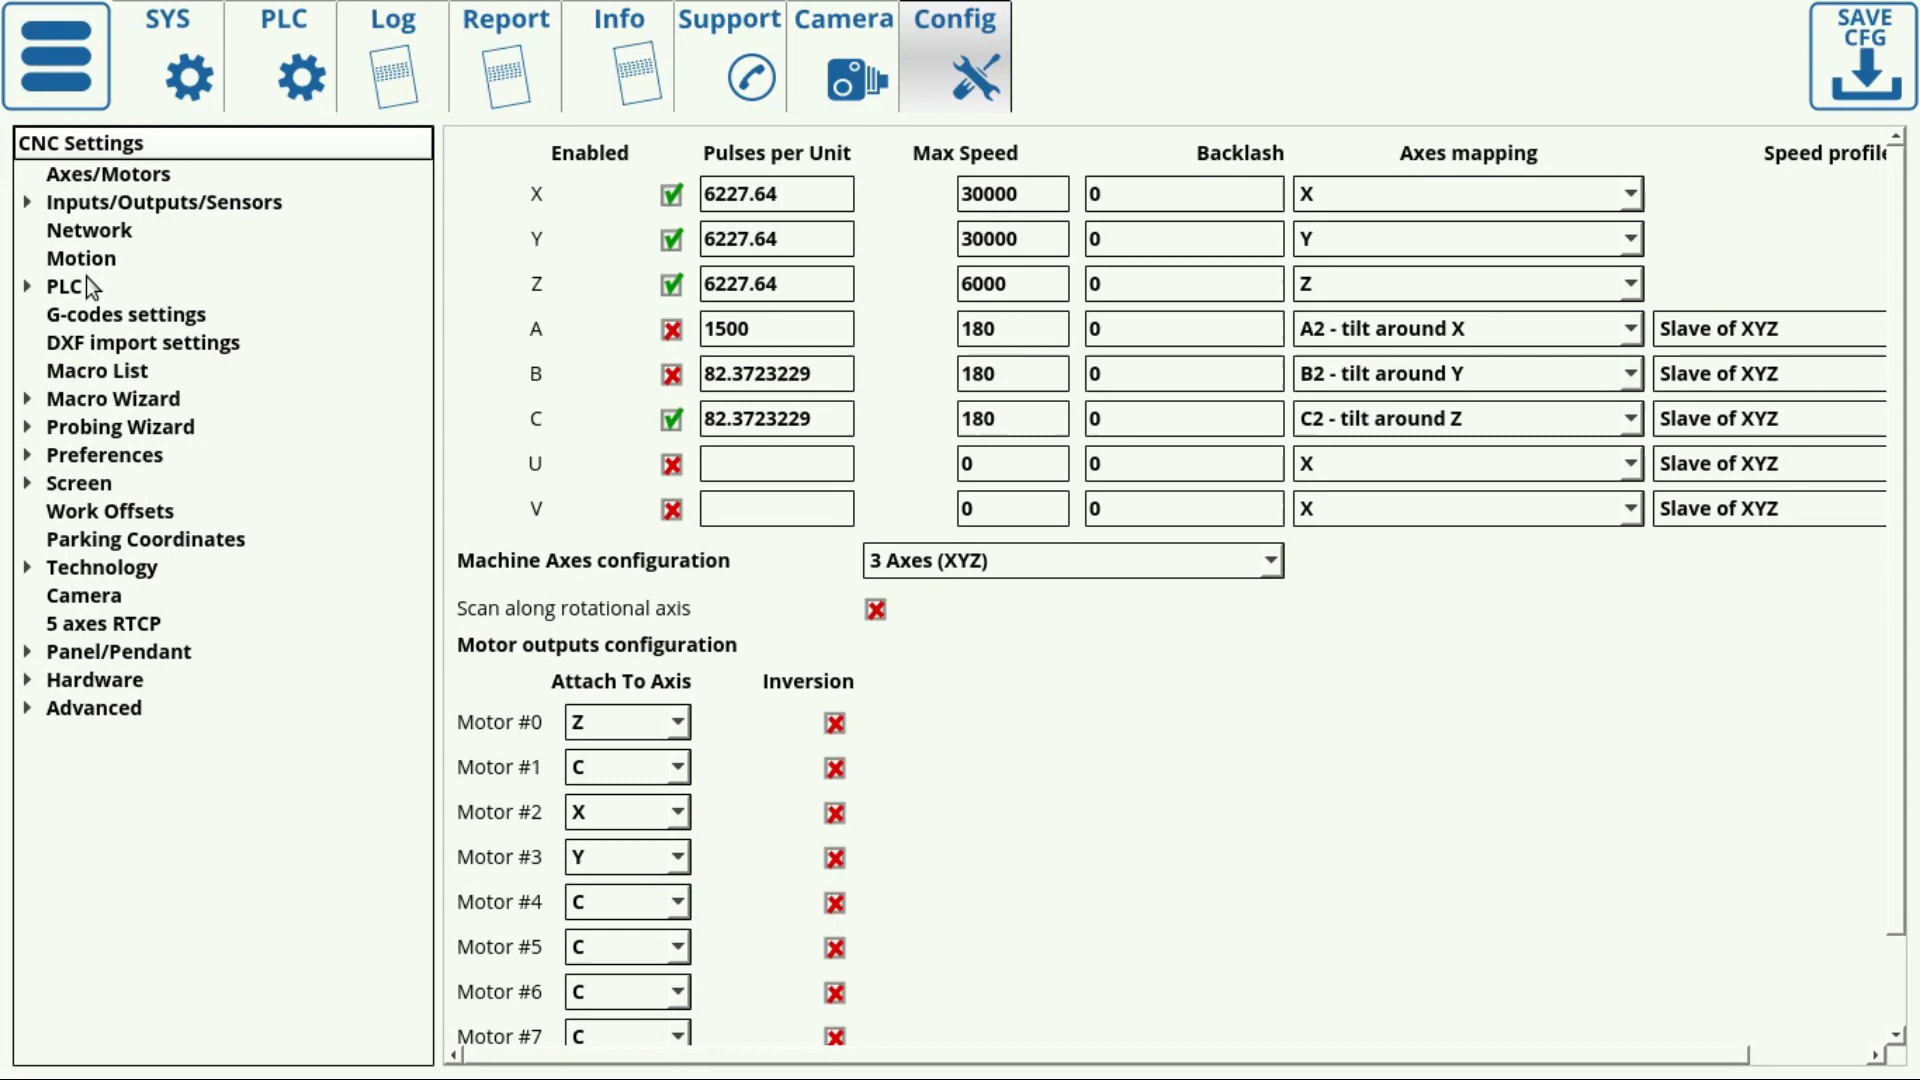 SYS PLC Log Report Info Support Camera Config SAVE
CFG
CNC Settings
Axes/Motors
Inputs/Outputs/Sensors
Network
Motion
PLC
G-codes settings
DXF import settings
Macro List
Macro Wizard
Probing Wizard
Preferences
Screen
Work Offsets
Parking Coordinates
Technology
Camera
5 axes RTCP
Panel/Pendant
Hardware
Advanced
Enabled Pulses per Unit Max Speed Backlash Axes mapping Speed profile
X 6227.64 30000 0 X
Y 6227.64 30000 0 Y
Z 6227.64 6000 0 Z
A 1500 180 0 A2 - tilt around X Slave of XYZ
B 82.3723229 180 0 B2 - tilt around Y Slave of XYZ
C 82.3723229 180 0 C2 - tilt around Z Slave of XYZ
U 0 0 X Slave of XYZ
V 0 0 X Slave of XYZ
Machine Axes configuration 3 Axes (XYZ)
Scan along rotational axis
Motor outputs configuration
Attach To Axis Inversion
Motor #0 Z
Motor #1 C
Motor #2 X
Motor #3 Y
Motor #4 C
Motor #5 C
Motor #6 C
Motor #7 C